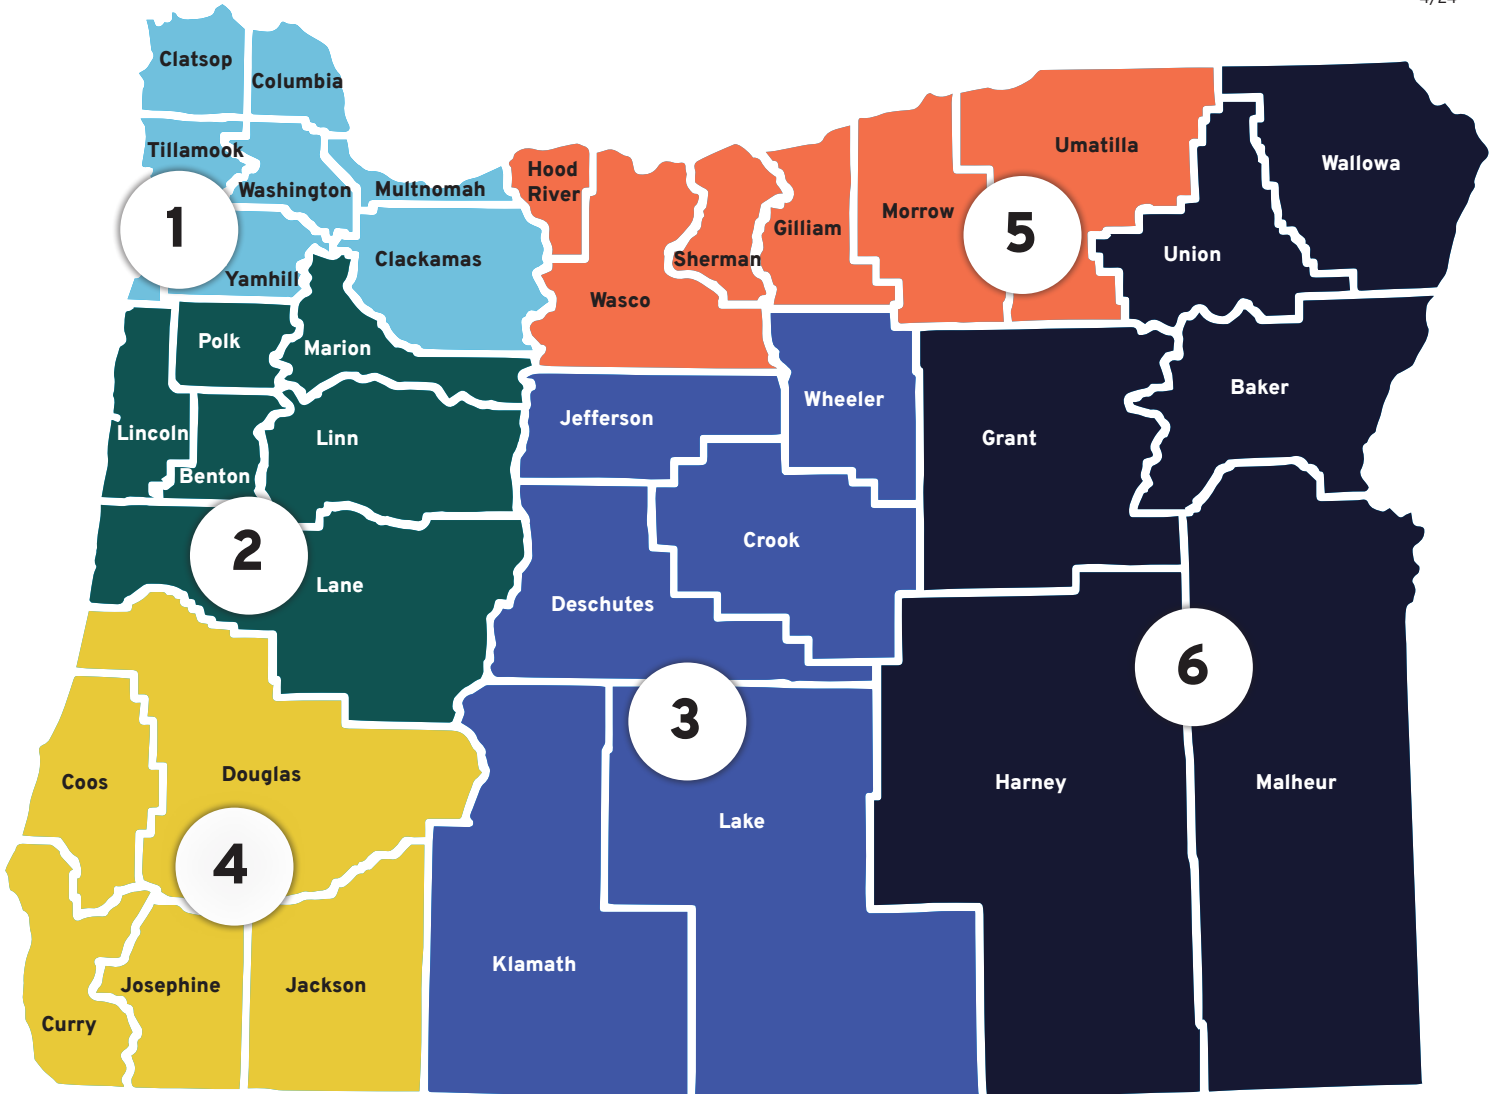 4/24
Clatsop
Columbia
Tillamook
Washington
Multnomah
Hood
River
Umatilla
Wallowa
1
Yamhill
Clackamas
Gilliam
Morrow
5
Sherman
Union
Wasco
Polk
Marion
Wheeler
Baker
Jefferson
Lincoln
Linn
Benton
Grant
2
Crook
Lane
Deschutes
6
3
Coos
Douglas
Harney
Malheur
Lake
4
Klamath
Josephine
Jackson
Curry